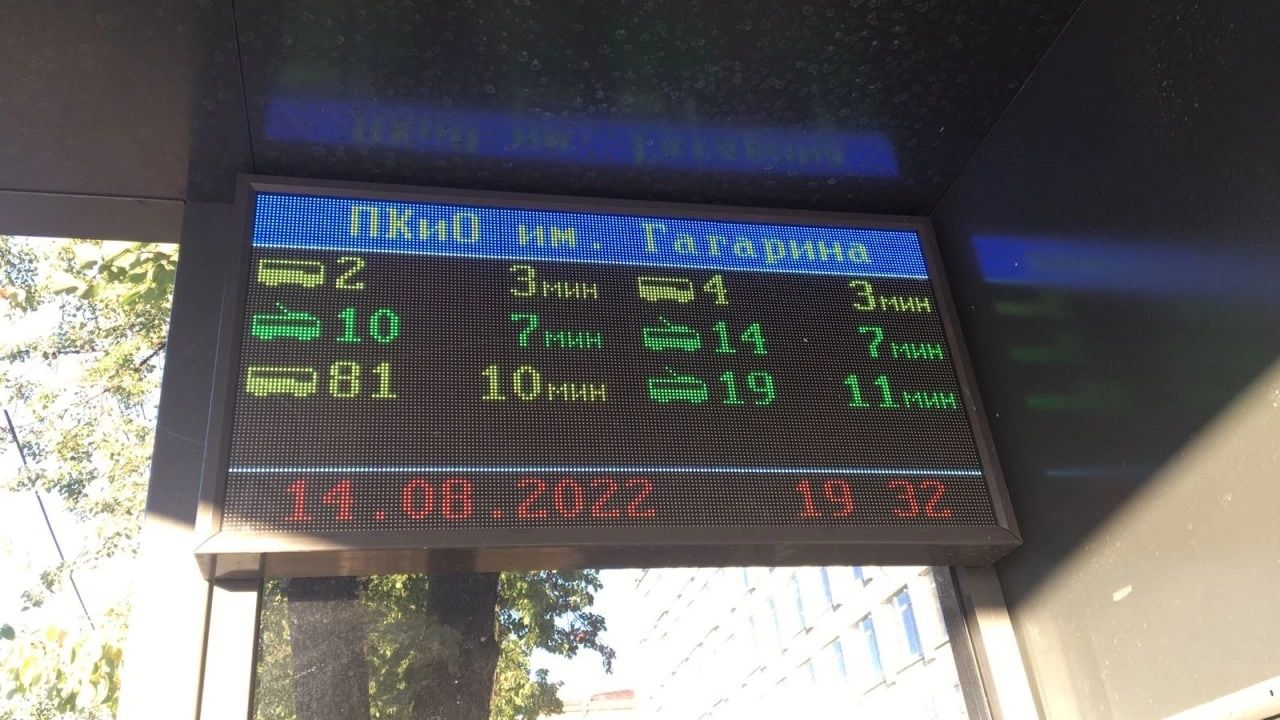 ПКиО им. Гагарина
2 3мин 1 3мин
10 7мин 14 7мин
81 10мин 19 11мин
14.08.2022 19 32